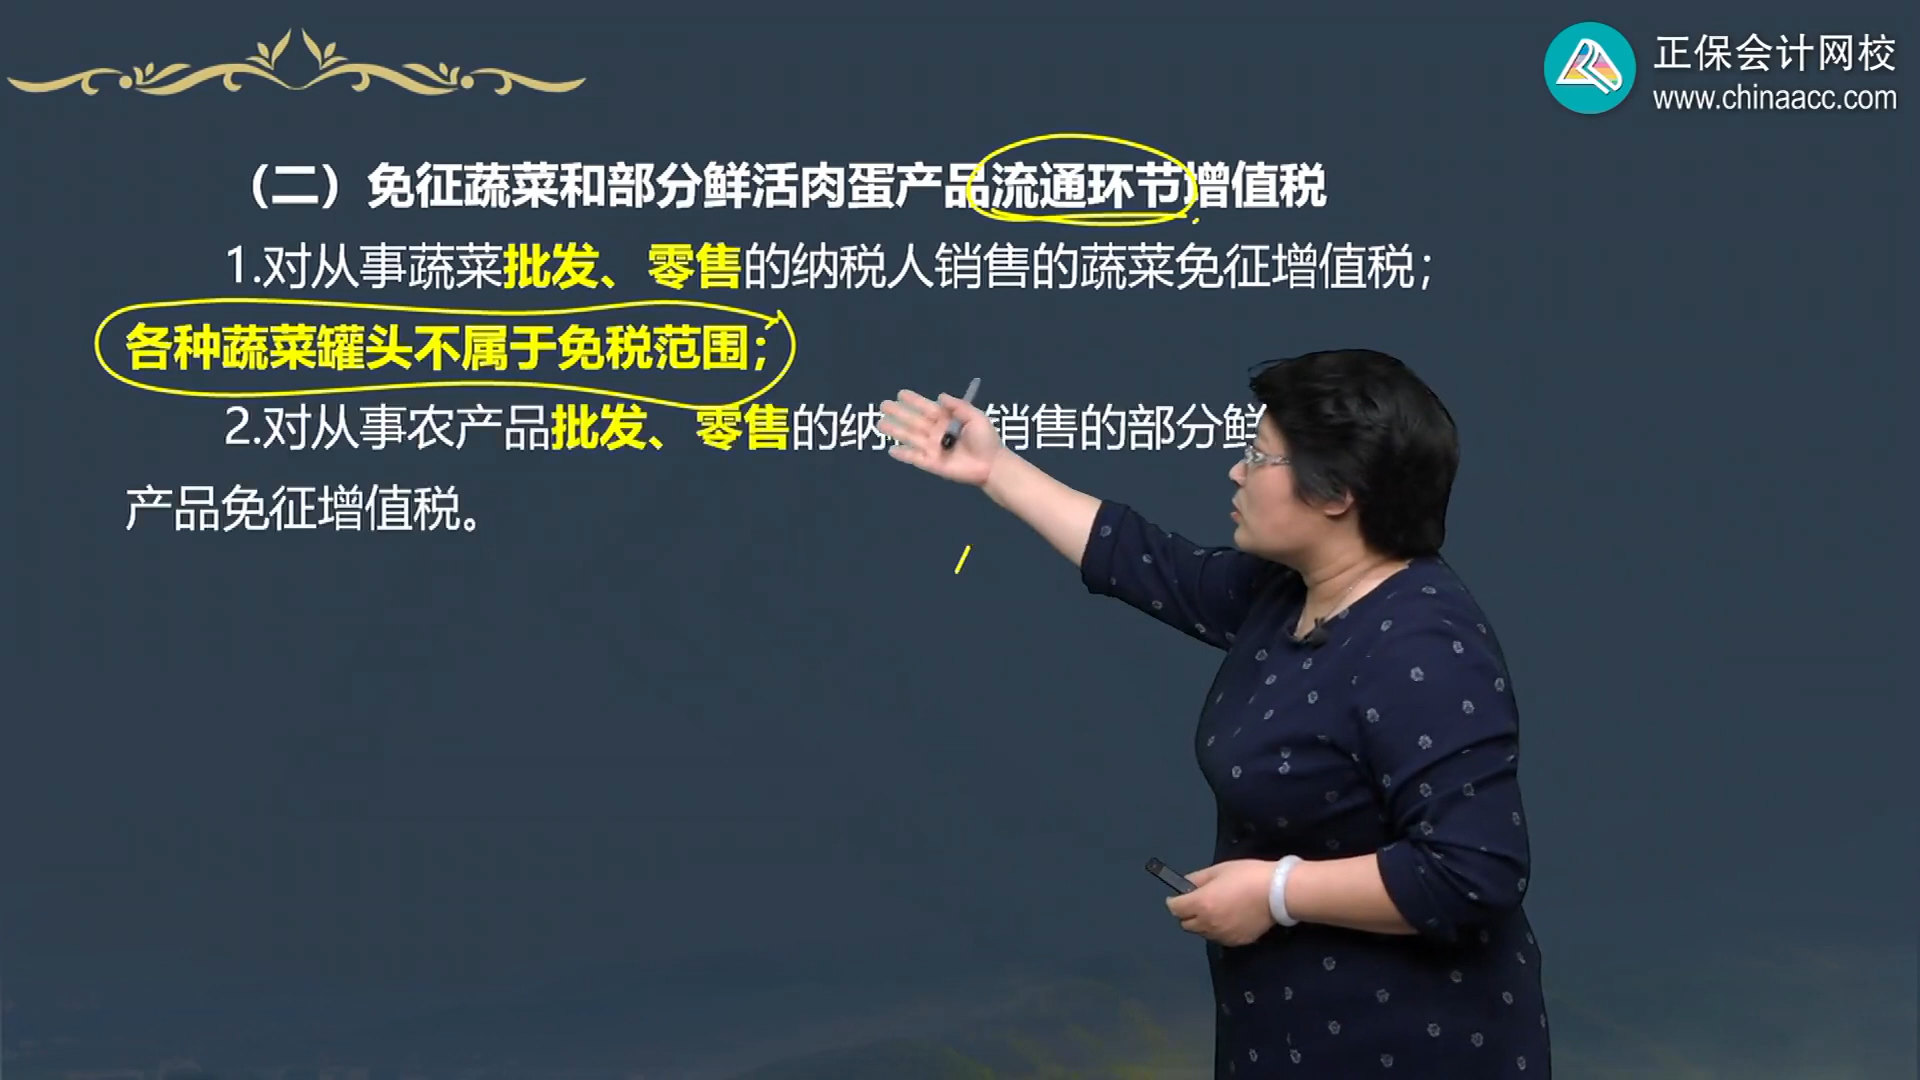 正保会计网校
www.chinaacc.com
（二）免征蔬菜和部分鲜活肉蛋产品流通环节增值税
1.对从事蔬菜批发、零售的纳税人销售的蔬菜免征增值税；
各种蔬菜罐头不属于免税范围；
2.对从事农产品批发、零售的纳 销售的部分鲜
产品免征增值税。